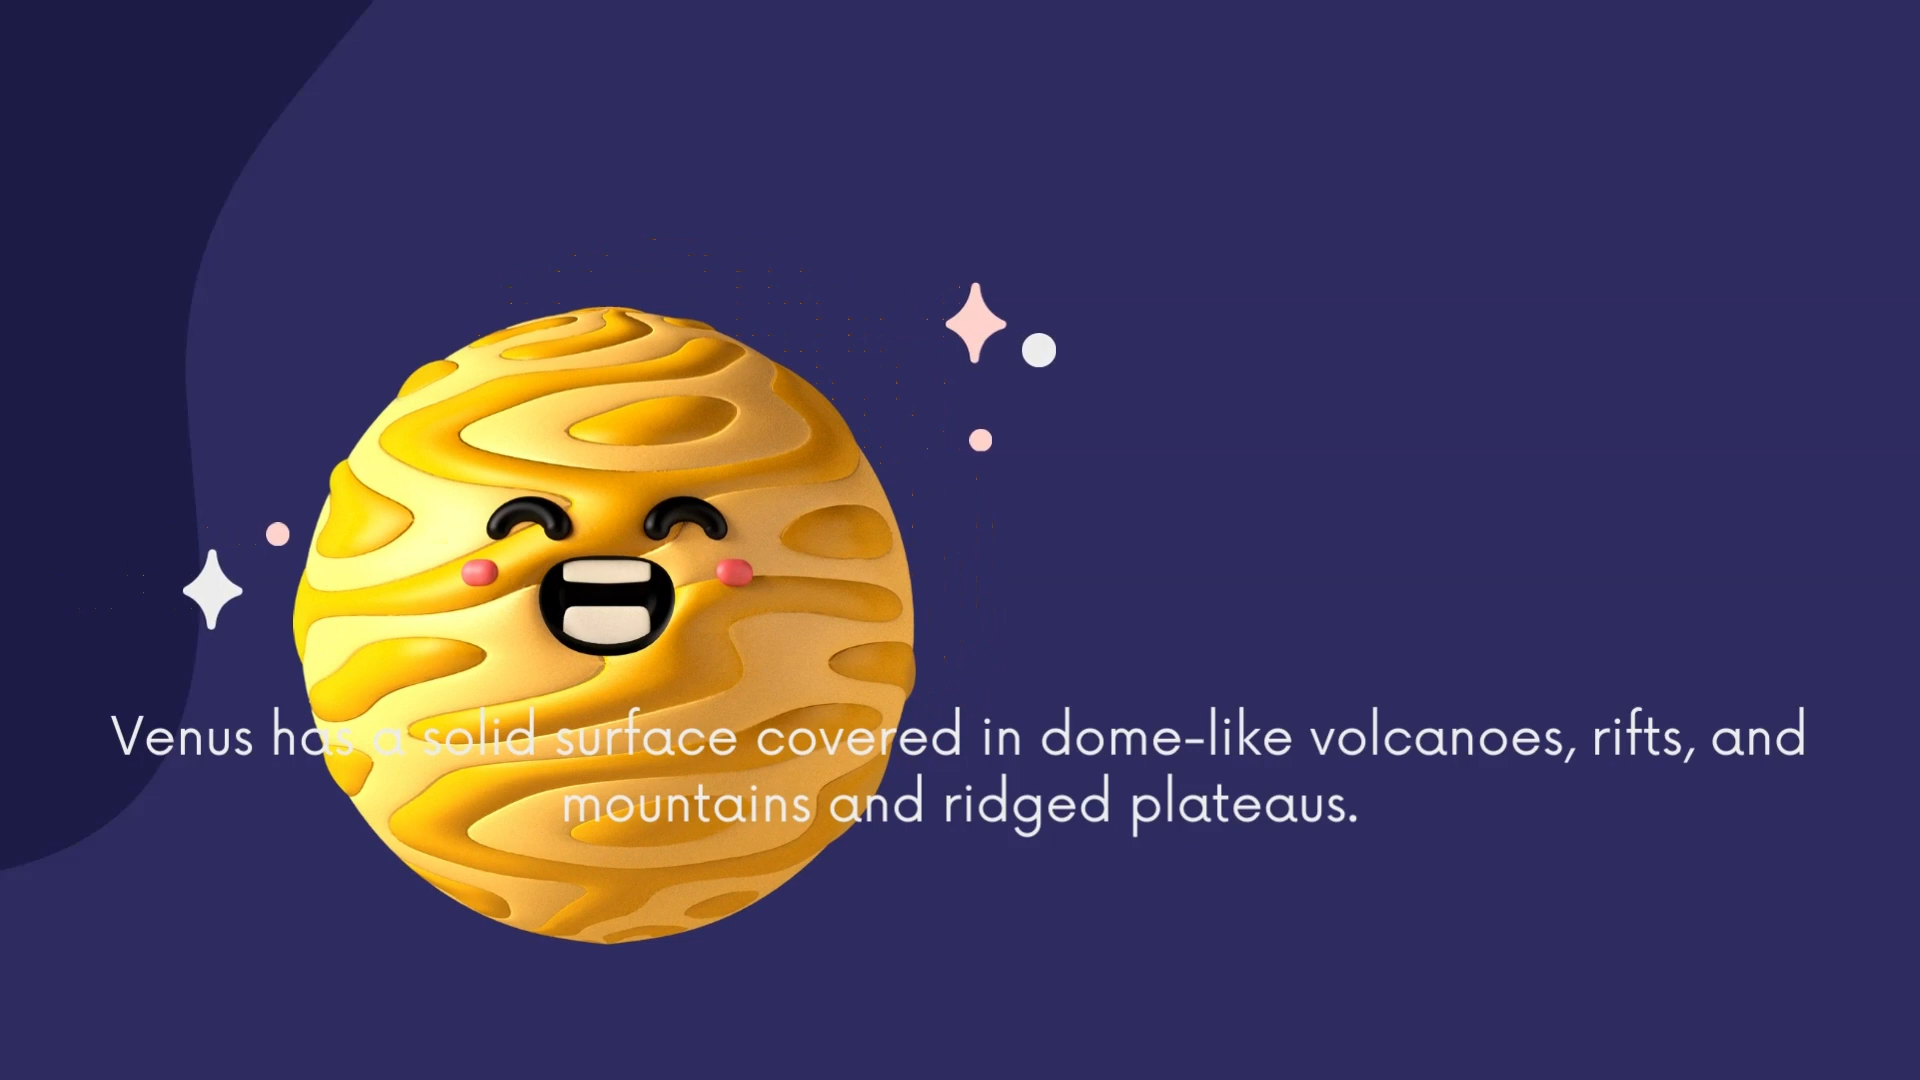 Venus has a solid surface covered in dome-like volcanoes, rifts, and
mountains and ridged plateaus.